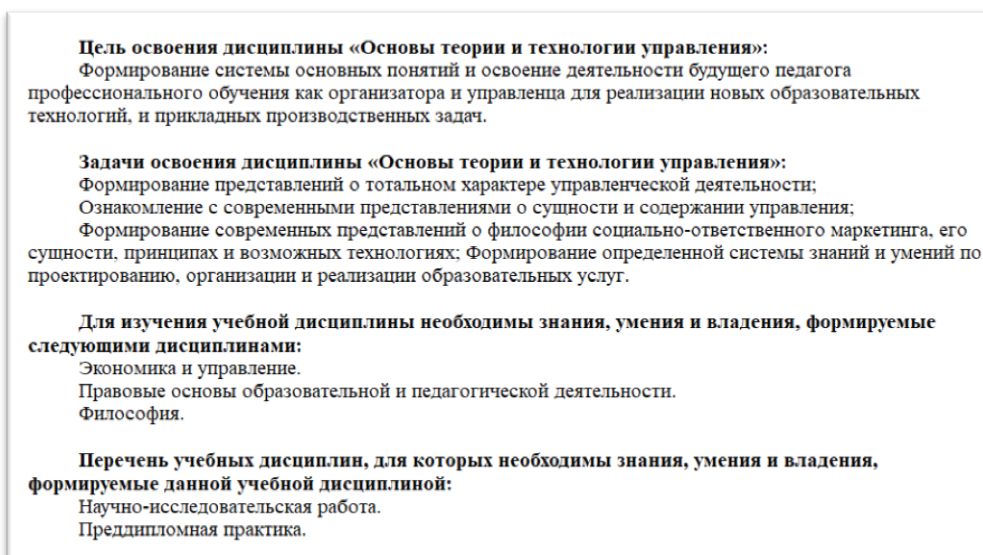 Цель освоения дисциплины «Основы теории и технологии управления»:
Формирование системы основных понятий и освоение деятельности будущего педагога
профессионального обучения как организатора и управленца для реализации новых образовательных
технологий, и прикладных производственных задач.
Задачи освоения дисциплины «Основы теории и технологии управления»:
Формирование представлений о тотальном характере управленческой деятельности;
Ознакомление с современными представлениями о сущности и содержании управления;
Формирование современных представлений о философии социально-ответственного маркетинга, его
сущности, принципах и возможных технологиях; Формирование определенной системы знаний и умений по
проектированию, организации и реализации образовательных услуг.
Для изучения учебной дисциплины необходимы знания, умения и владения, формируемые
следующими дисциплинами:
Экономика и управление.
Правовые основы образовательной и педагогической деятельности.
Философия.
Перечень учебных дисциплин, для которых необходимы знания, умения и владения,
формируемые данной учебной дисциплиной:
Научно-исследовательская работа.
Преддипломная практика.